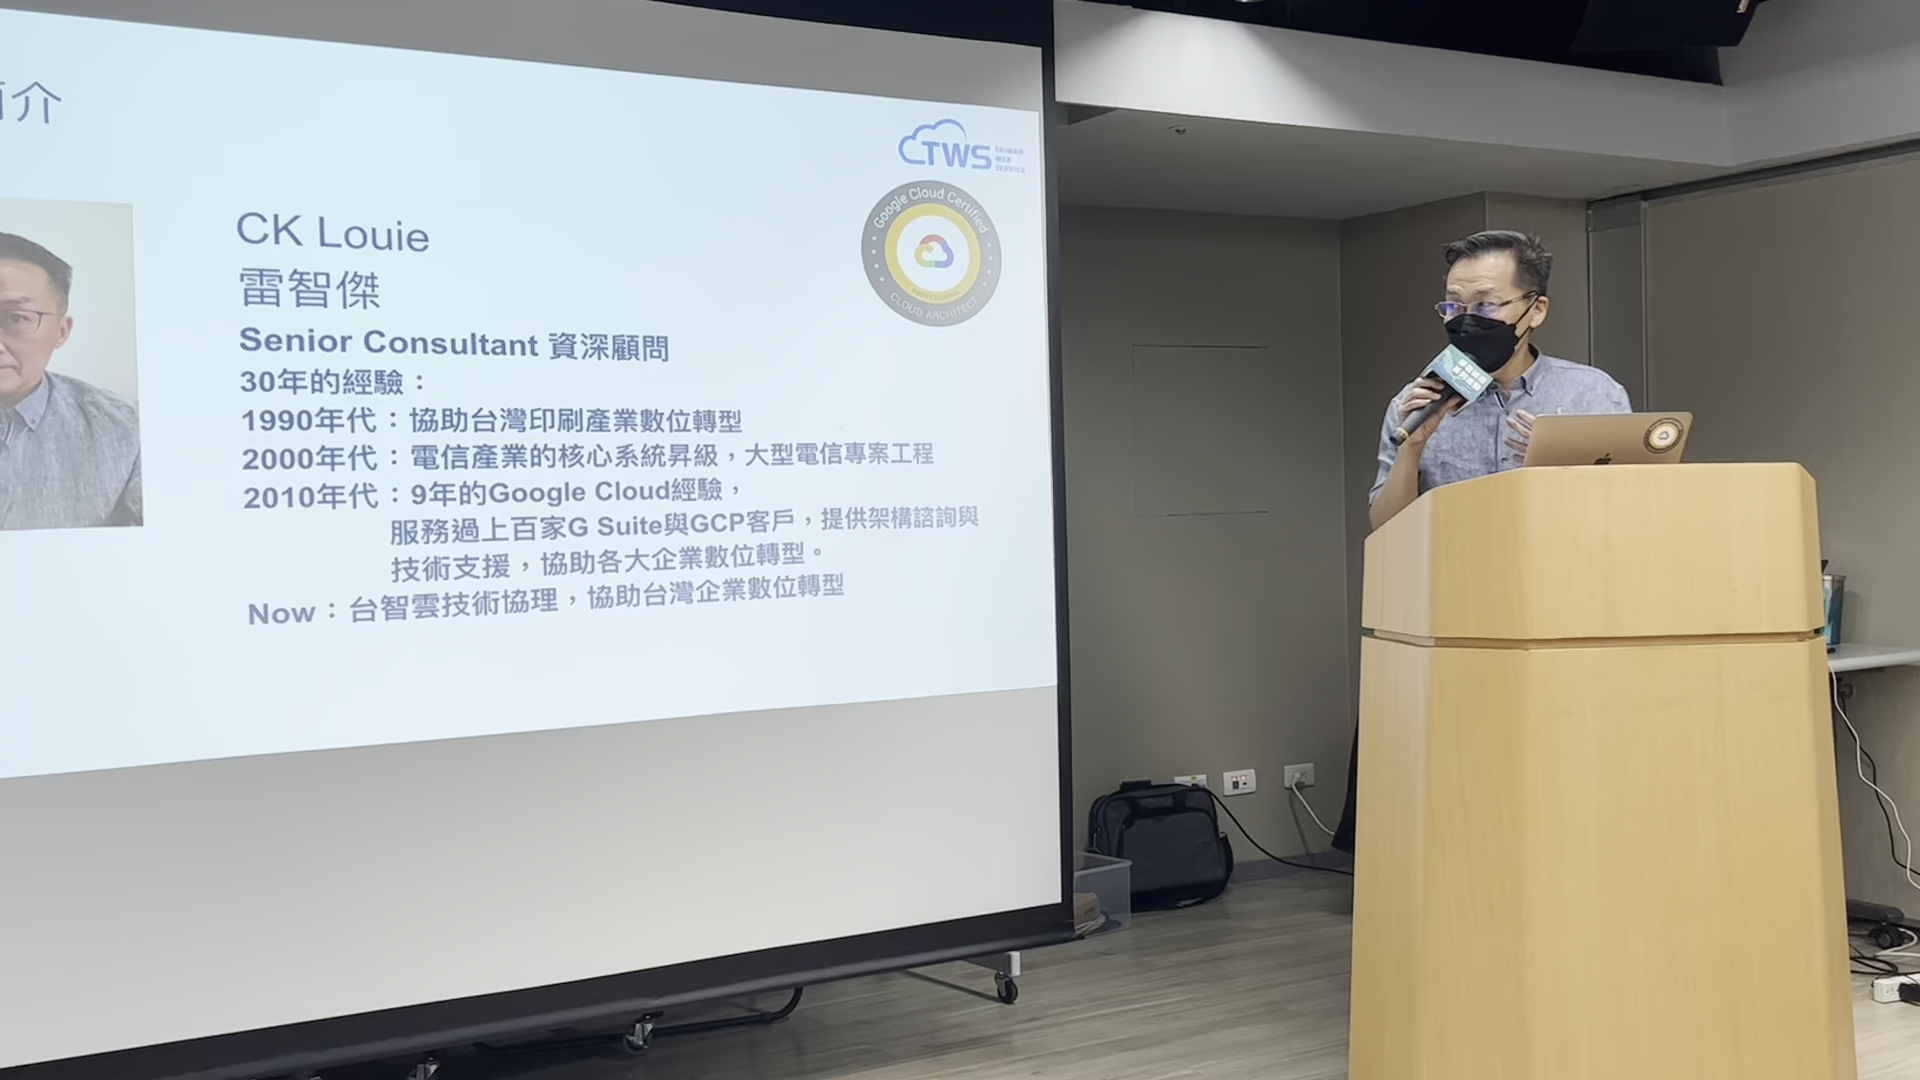 介
TWS TAIWAN WEB SERVICE
Google Cloud Certified
PROFESSIONAL
CLOUD ARCHITECT
CK Louie
雷智傑
Senior Consultant 資深顧問
30年的經驗：
1990年代：協助台灣印刷產業數位轉型
2000年代：電信產業的核心系統昇級，大型電信專案工程
2010年代：9年的Google Cloud經驗，
服務過上百家G Suite與GCP客戶，提供架構諮詢與
技術支援，協助各大企業數位轉型。
Now：台智雲技術協理，協助台灣企業數位轉型